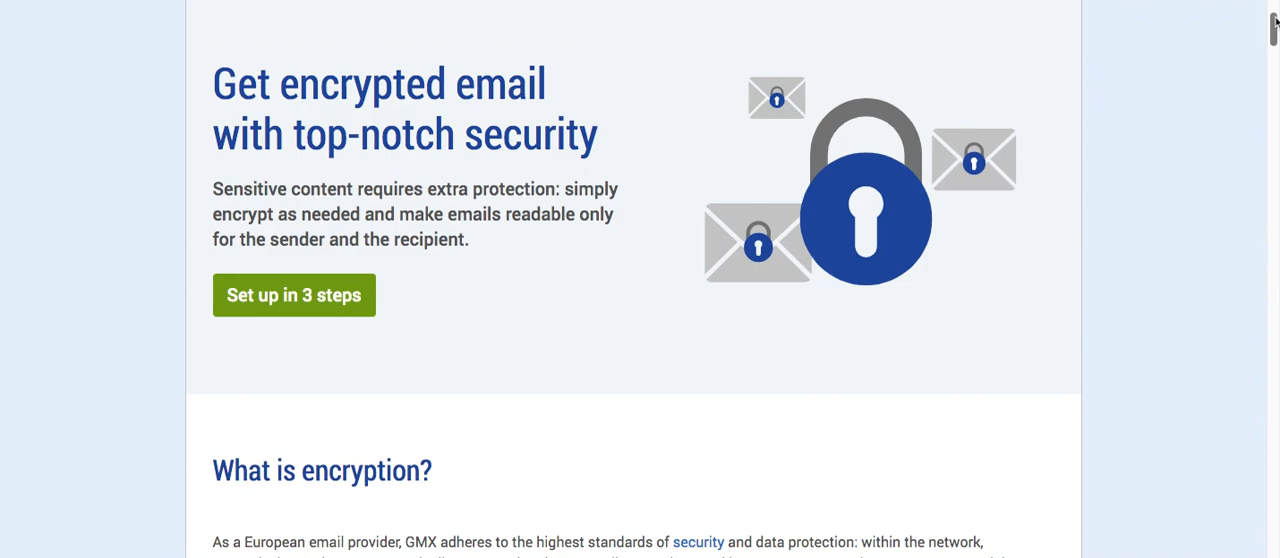 Get encrypted email
with top-notch security
Sensitive content requires extra protection: simply
encrypt as needed and make emails readable only
for the sender and the recipient.
Set up in 3 steps
What is encryption?
As a European email provider, GMX adheres to the highest standards of security and data protection: within the network,